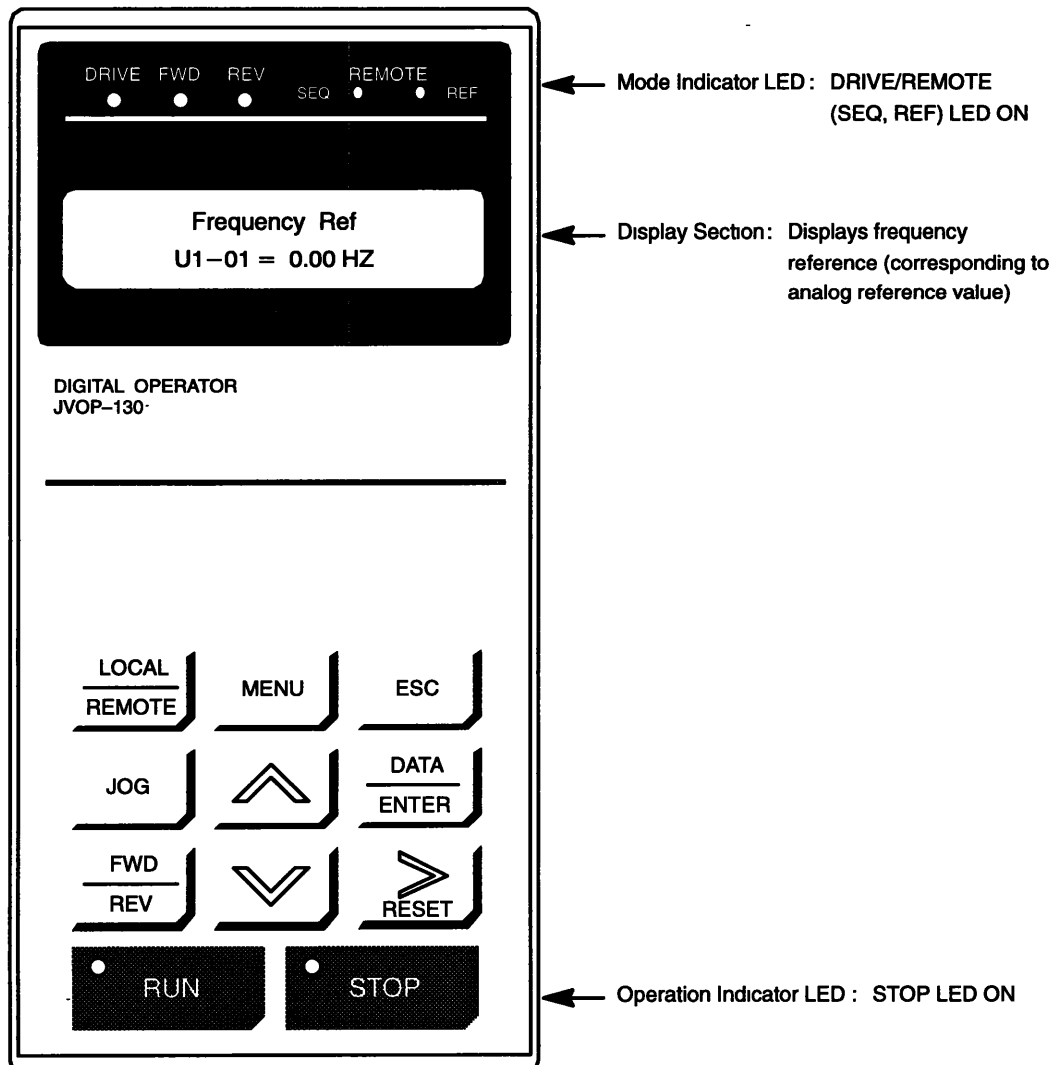 DRIVE FWD REV REMOTE
SEQ REF
Mode Indicator LED : DRIVE/REMOTE
(SEQ, REF) LED ON
Frequency Ref
U1–01 = 0.00 HZ
Display Section : Displays frequency
reference (corresponding to
analog reference value)
DIGITAL OPERATOR
JVOP–130
LOCAL
REMOTE
MENU
ESC
JOG
DATA
ENTER
FWD
REV
RESET
RUN
STOP
Operation Indicator LED : STOP LED ON